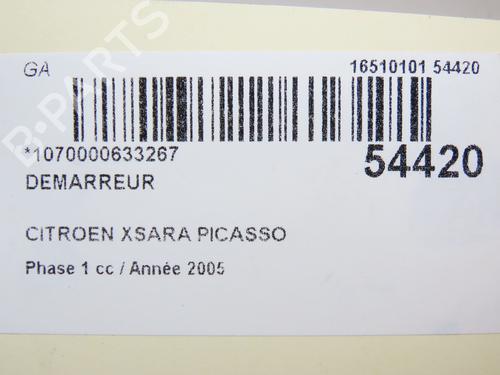 GA 16510101 54420
*1070000633267 54420
DEMARREUR
CITROEN XSARA PICASSO
Phase 1 cc / Année 2005
B-PARTS